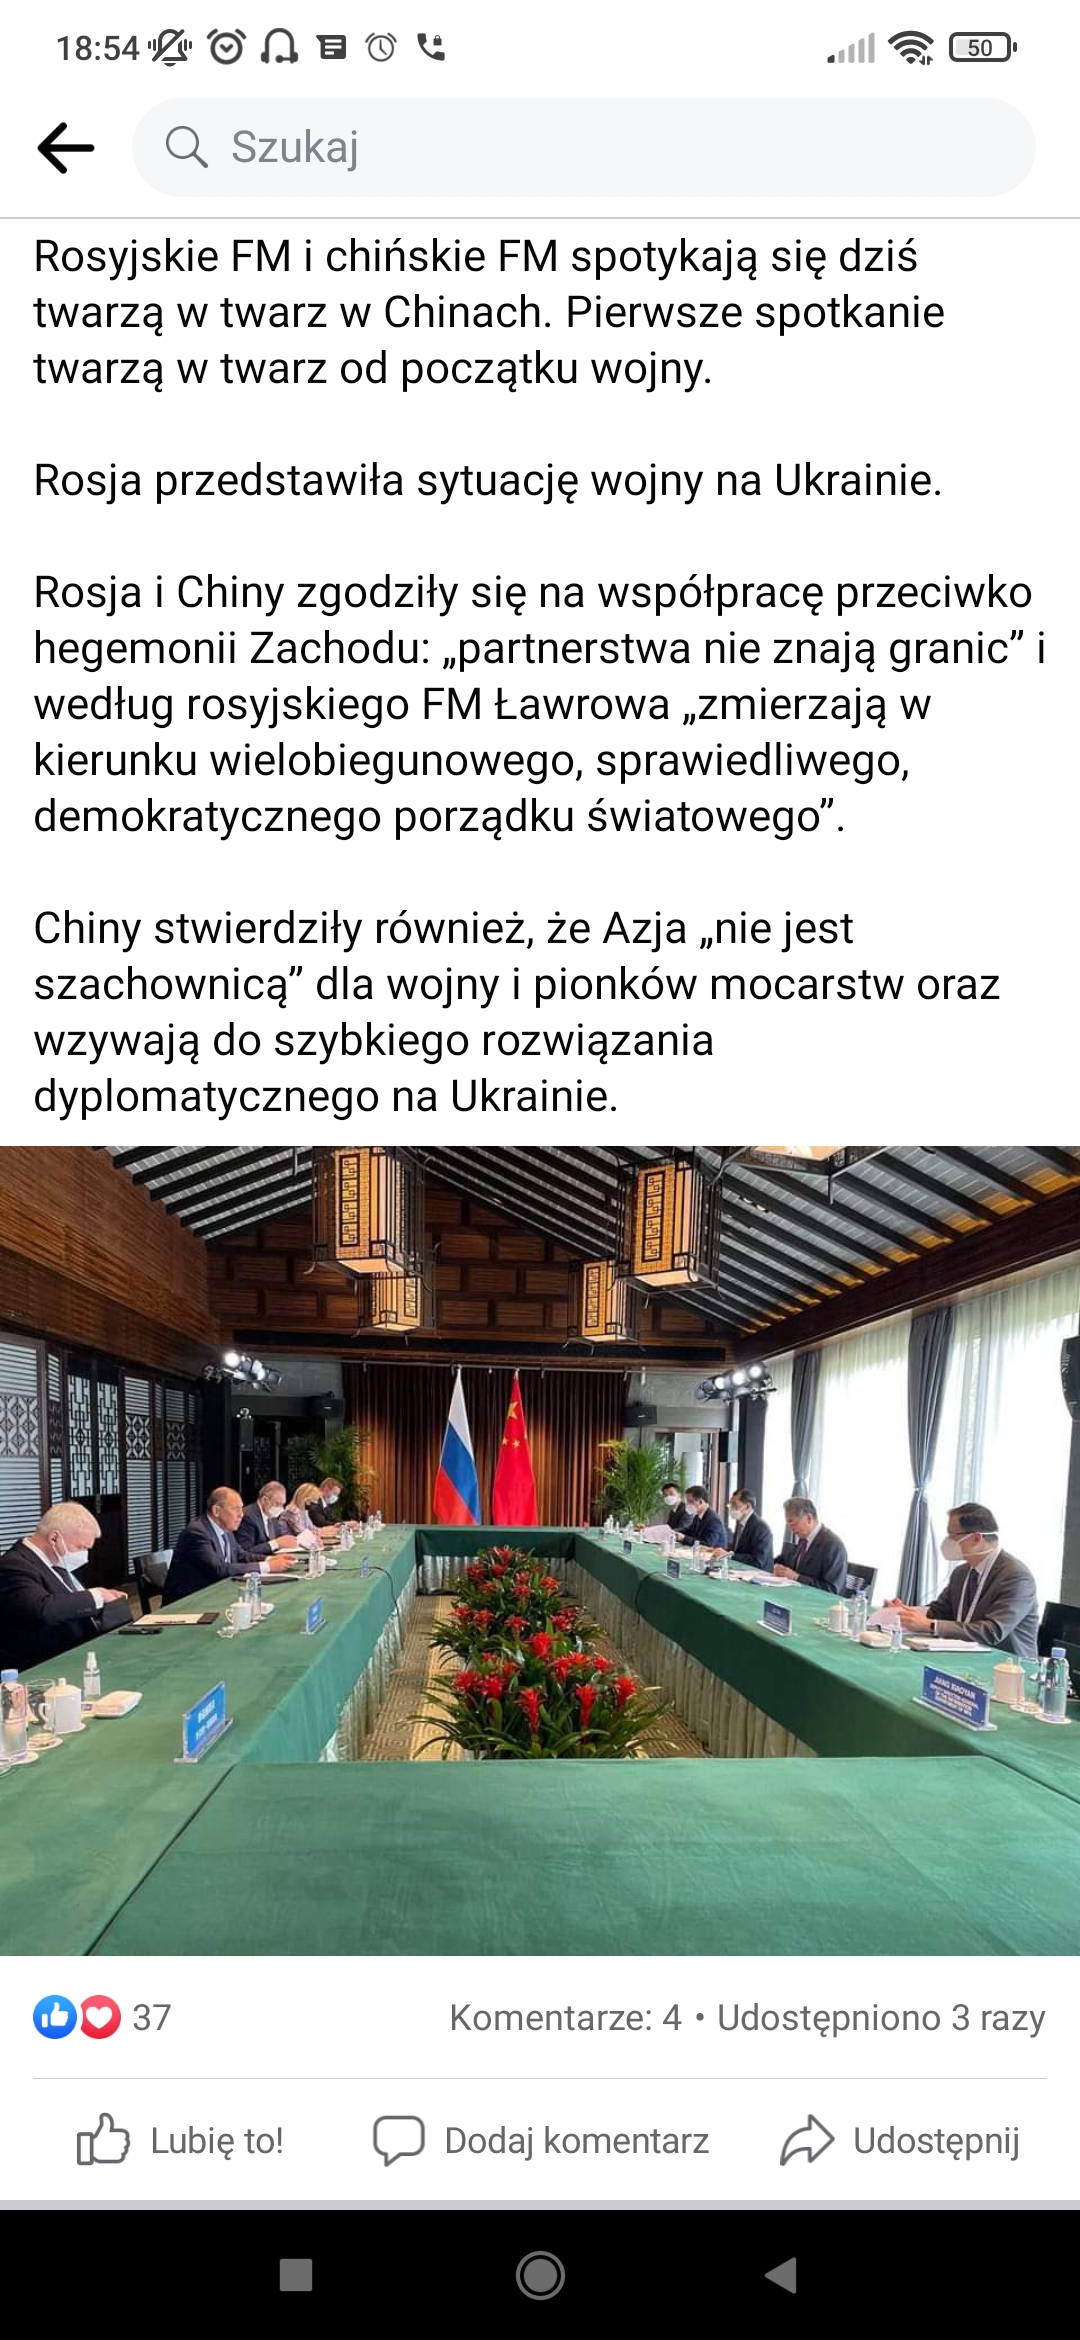 18:54
50
Szukaj
Rosyjskie FM i chińskie FM spotykają się dziś
twarzą w twarz w Chinach. Pierwsze spotkanie
twarzą w twarz od początku wojny.
Rosja przedstawiła sytuację wojny na Ukrainie.
Rosja i Chiny zgodziły się na współpracę przeciwko
hegemonii Zachodu: „partnerstwa nie znają granic” i
według rosyjskiego FM Ławrowa „zmierzają w
kierunku wielobiegunowego, sprawiedliwego,
demokratycznego porządku światowego”.
Chiny stwierdziły również, że Azja „nie jest
szachownicą” dla wojny i pionków mocarstw oraz
wzywają do szybkiego rozwiązania
dyplomatycznego na Ukrainie.
JIANG XIAOYAN
37
Komentarze: 4 • Udostępniono 3 razy
Lubię to!
Dodaj komentarz
Udostępnij